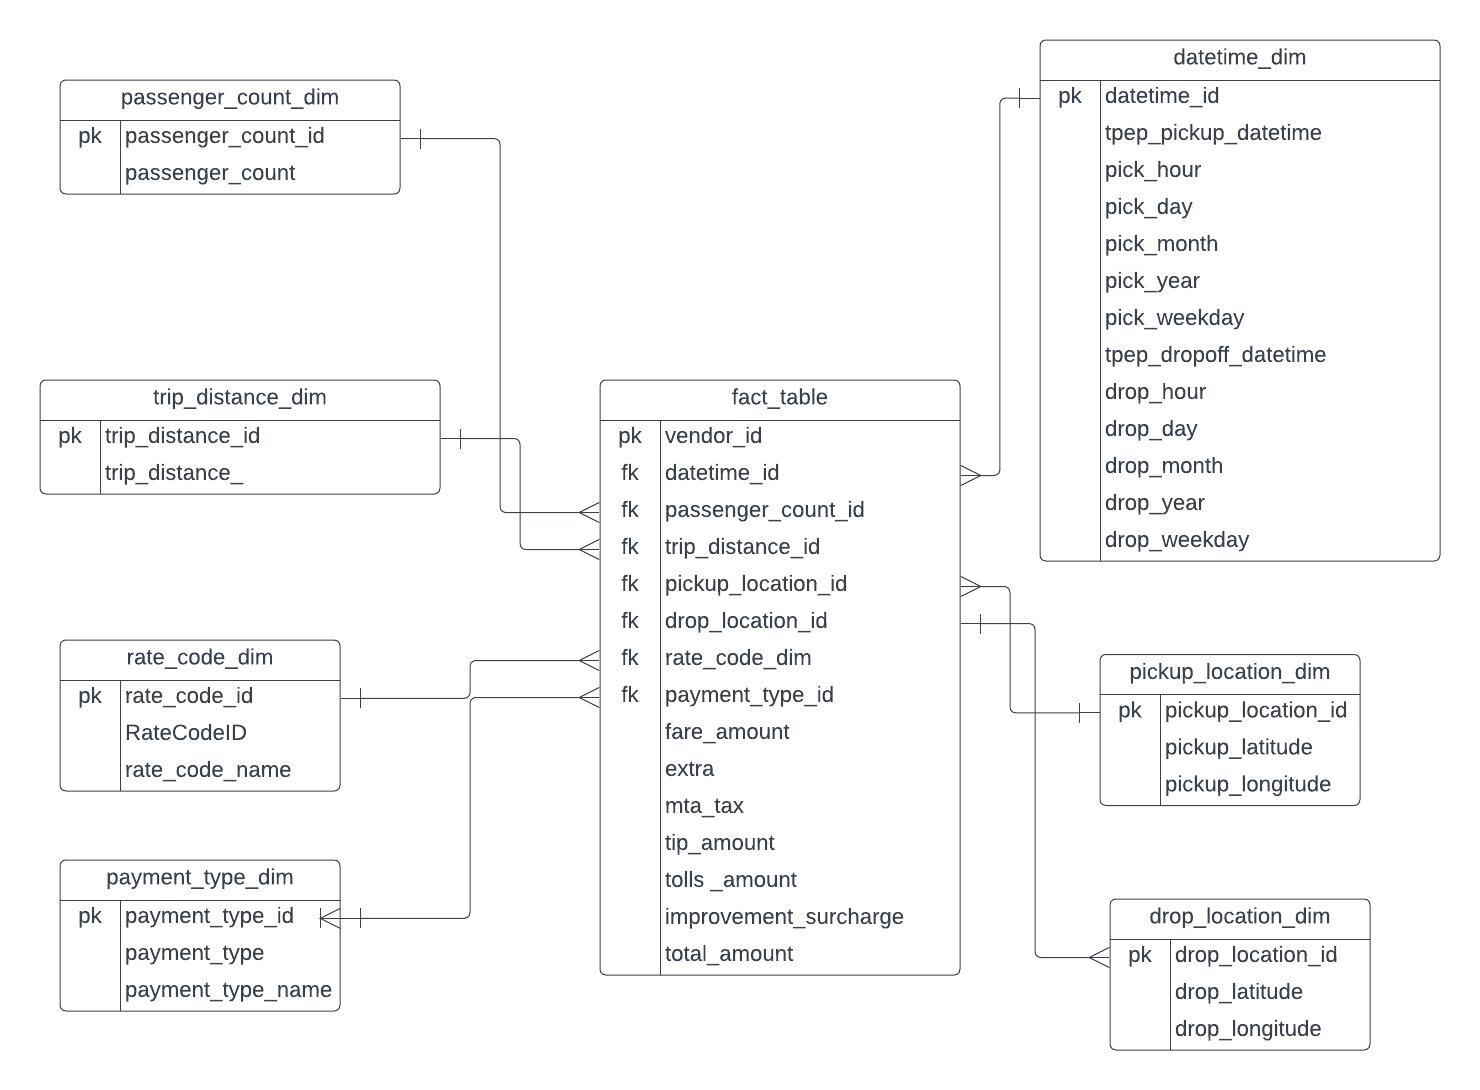 passenger_count_dim
pk passenger_count_id
passenger_count
trip_distance_dim
pk trip_distance_id
trip_distance_
rate_code_dim
pk rate_code_id
RateCodeID
rate_code_name
payment_type_dim
pk payment_type_id
payment_type
payment_type_name
fact_table
pk vendor_id
fk datetime_id
fk passenger_count_id
fk trip_distance_id
fk pickup_location_id
fk drop_location_id
fk rate_code_dim
fk payment_type_id
fare_amount
extra
mta_tax
tip_amount
tolls _amount
improvement_surcharge
total_amount
datetime_dim
pk datetime_id
tpep_pickup_datetime
pick_hour
pick_day
pick_month
pick_year
pick_weekday
tpep_dropoff_datetime
drop_hour
drop_day
drop_month
drop_year
drop_weekday
pickup_location_dim
pk pickup_location_id
pickup_latitude
pickup_longitude
drop_location_dim
pk drop_location_id
drop_latitude
drop_longitude